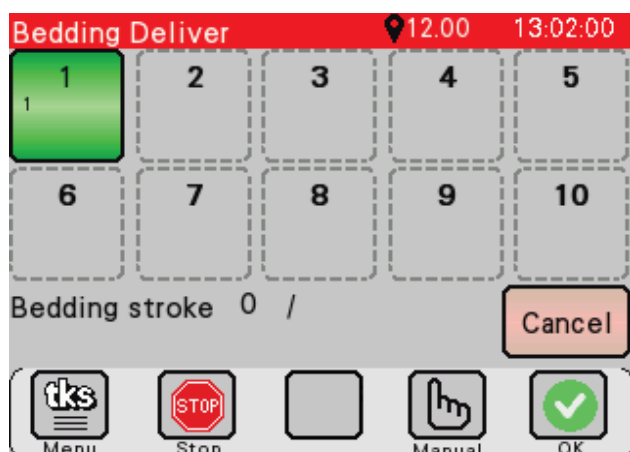 Bedding Deliver 12.00 13:02:00
1 2 3 4 5
1
6 7 8 9 10
Bedding stroke 0 /
Cancel
tks STOP
Menu Stop Manual OK